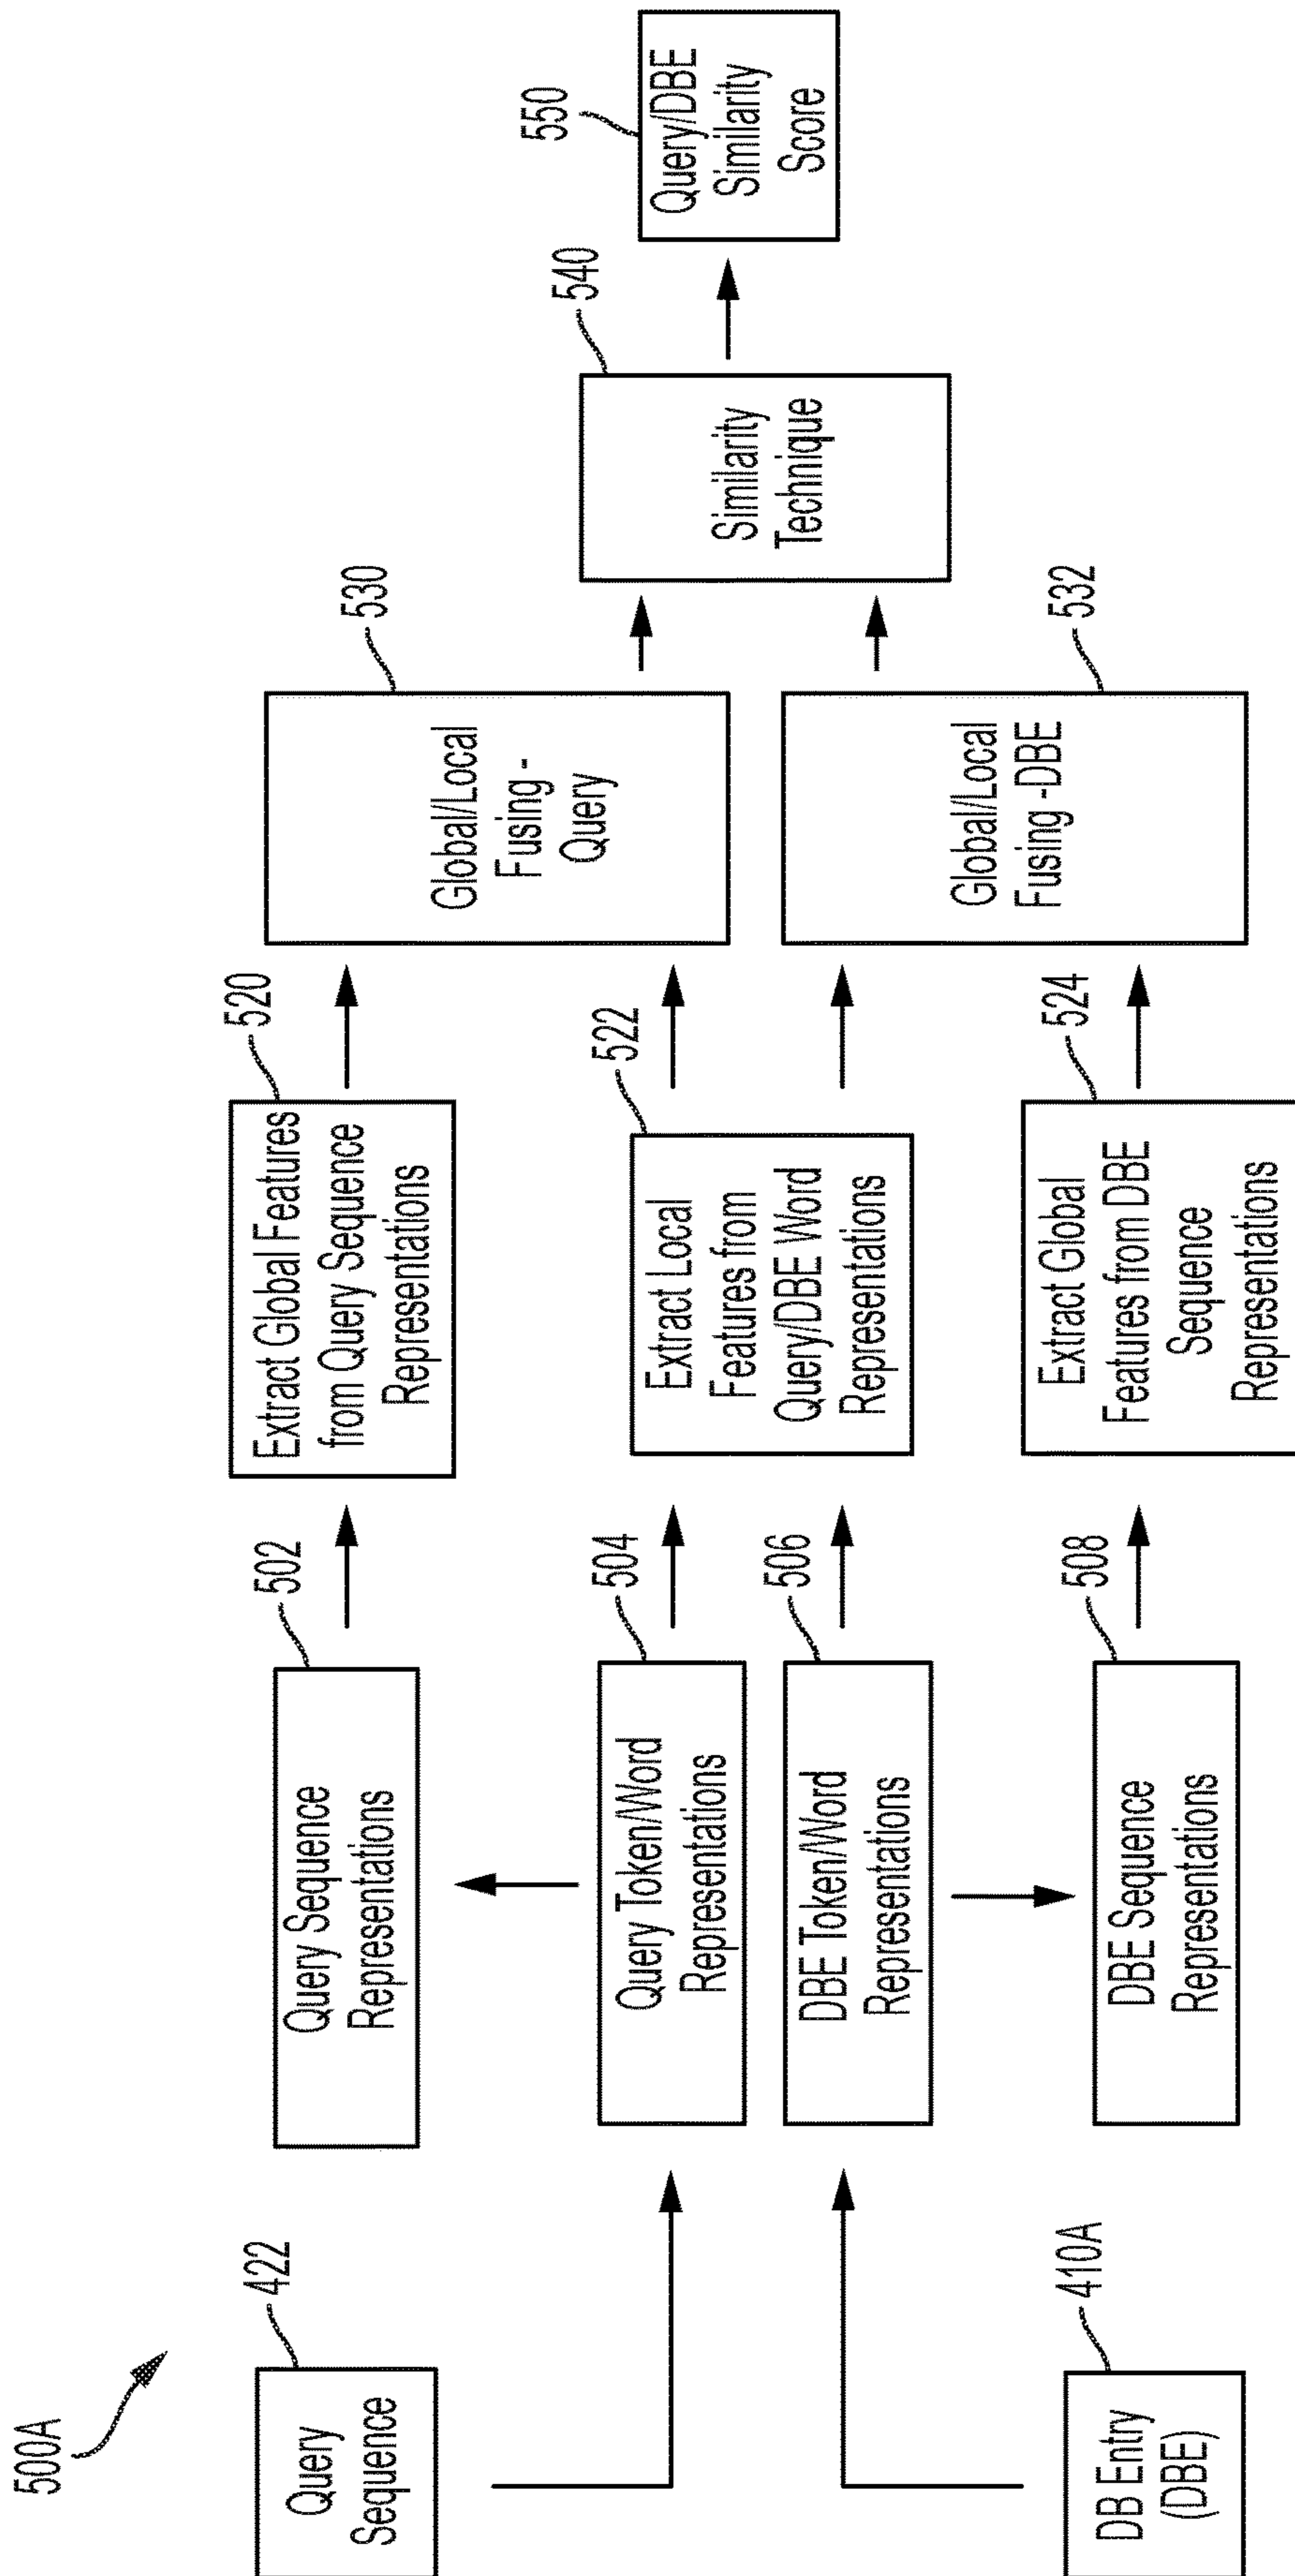 500A
422
Query
Sequence
410A
DB Entry
(DBE)
502
Query Sequence
Representations
504
Query Token/Word
Representations
506
DBE Token/Word
Representations
508
DBE Sequence
Representations
520
Extract Global Features
from Query Sequence
Representations
522
Extract Local
Features from
Query/DBE Word
Representations
524
Extract Global
Features from DBE
Sequence
Representations
530
Global/Local
Fusing -
Query
532
Global/Local
Fusing -DBE
540
Similarity
Technique
550
Query/DBE
Similarity
Score